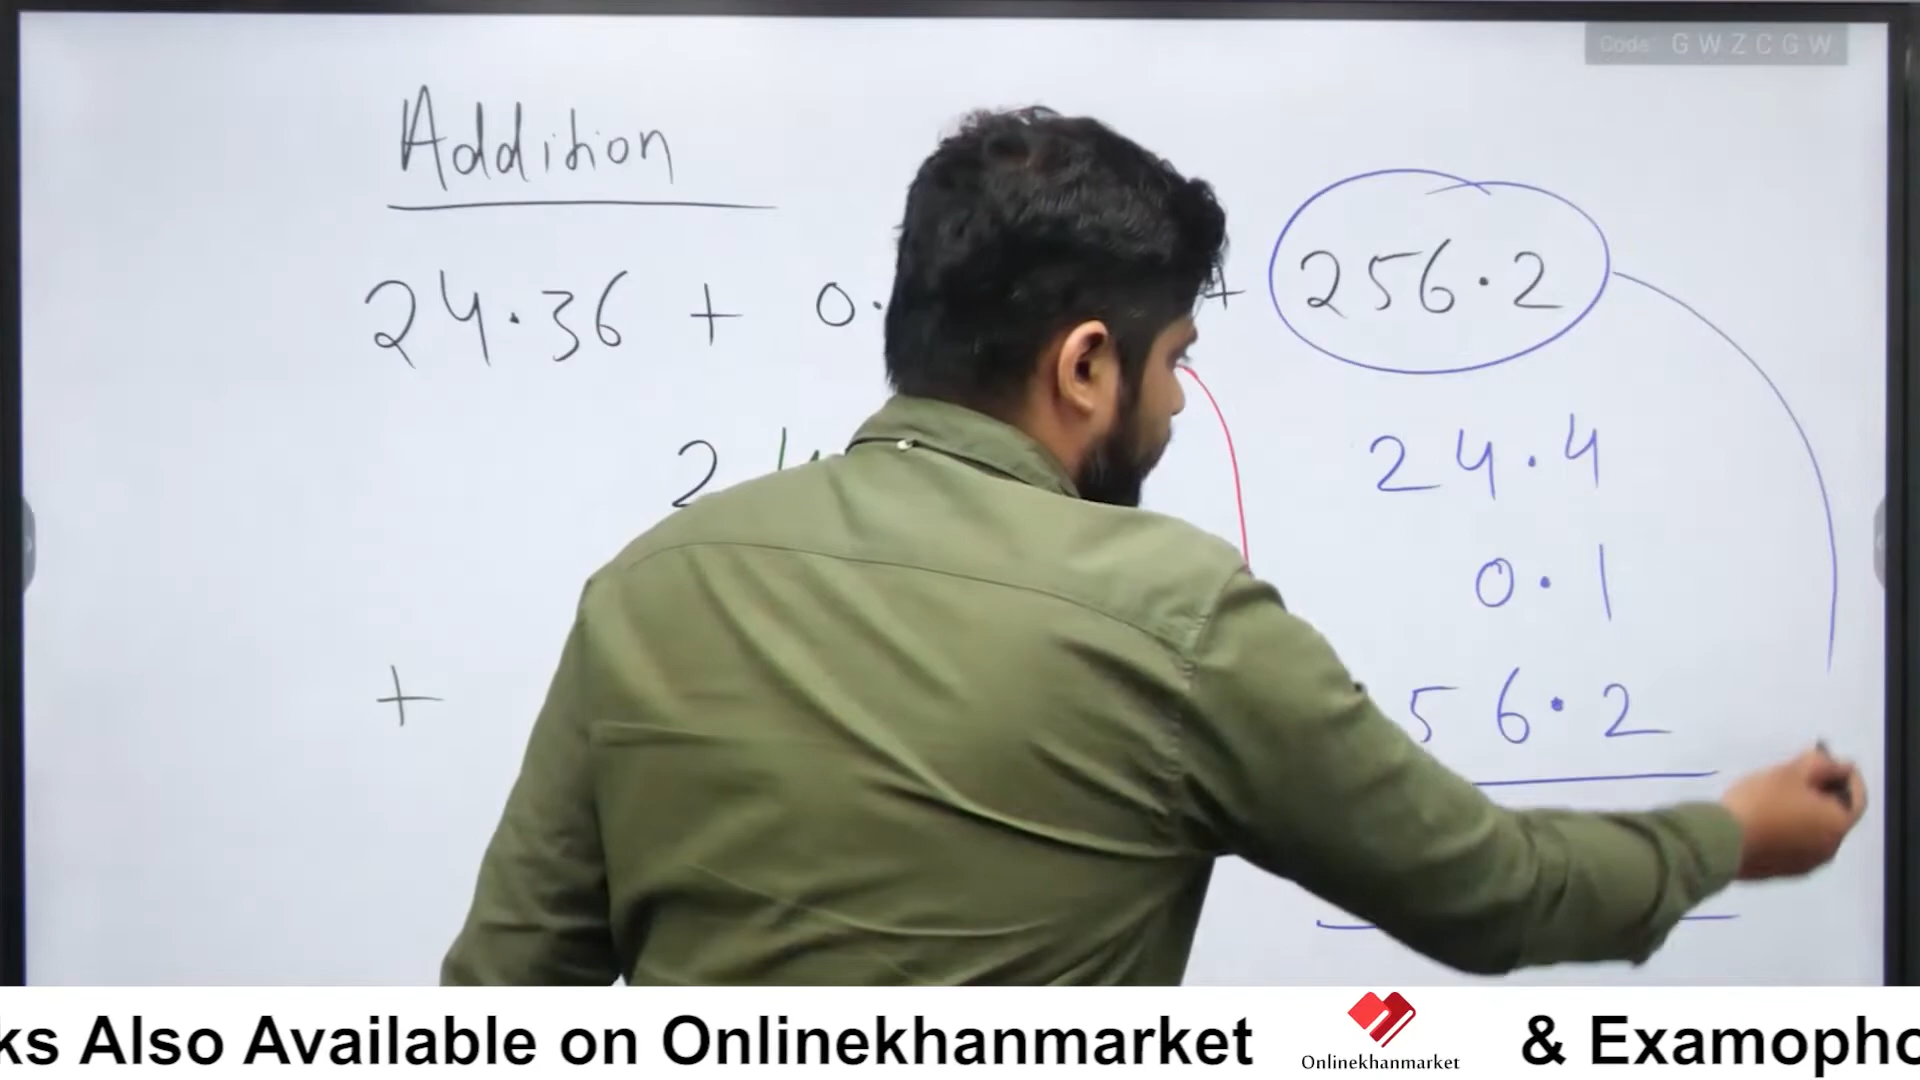 Code: GWZCGW
Addition
24.36 + 0. + 256.2
2
24.4
0.1
+
56.2
ks Also Available on Onlinekhanmarket
Onlinekhanmarket
& Examopho